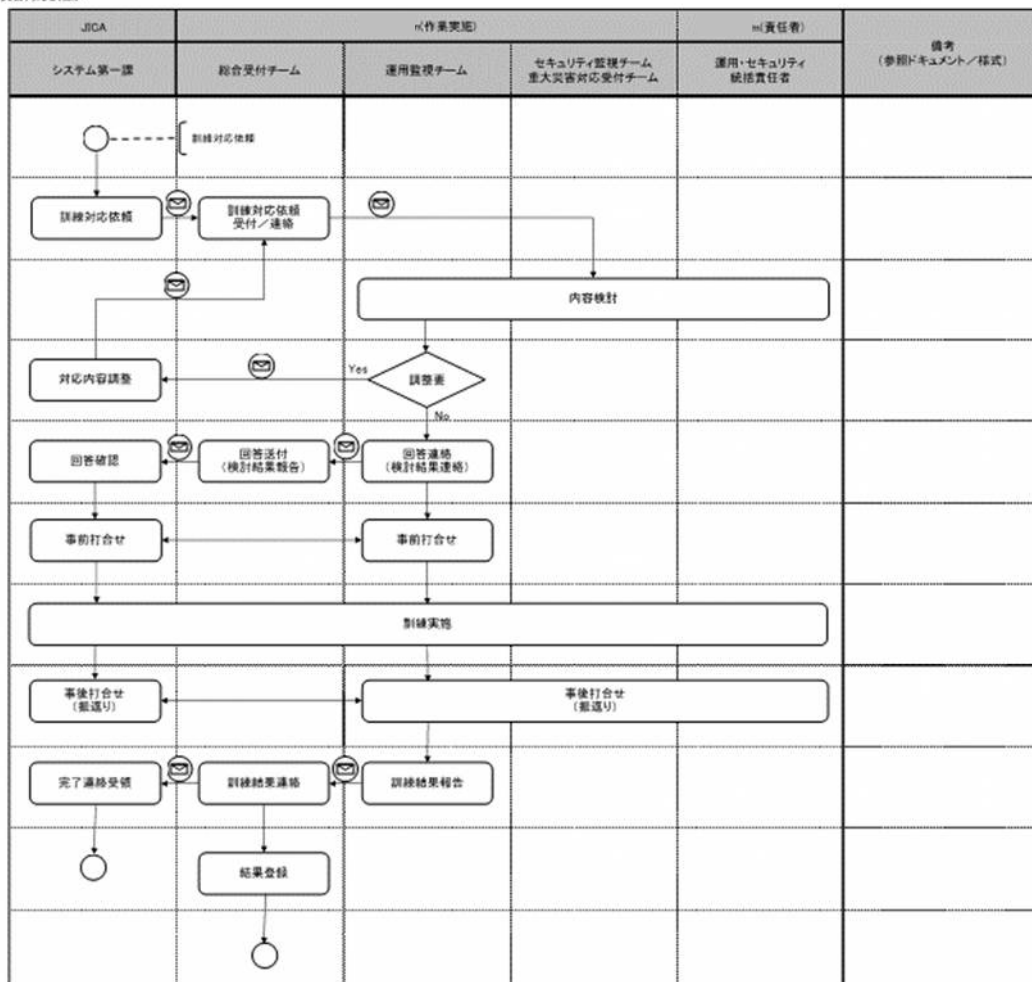 JICA
n(作業実施)
m(責任者)
備考
(参照ドキュメント／様式)
システム第一課
総合受付チーム
運用監視チーム
セキュリティ監視チーム
重大災害対応受付チーム
運用・セキュリティ
統括責任者
訓練対応依頼
訓練対応依頼
訓練対応依頼
受付／連絡
内容検討
対応内容調整
Yes
調整要
No
回答確認
回答送付
(検討結果報告)
回答連絡
(検討結果連絡)
事前打合せ
事前打合せ
訓練実施
事後打合せ
(振返り)
事後打合せ
(振返り)
完了連絡受領
訓練結果連絡
訓練結果報告
結果登録